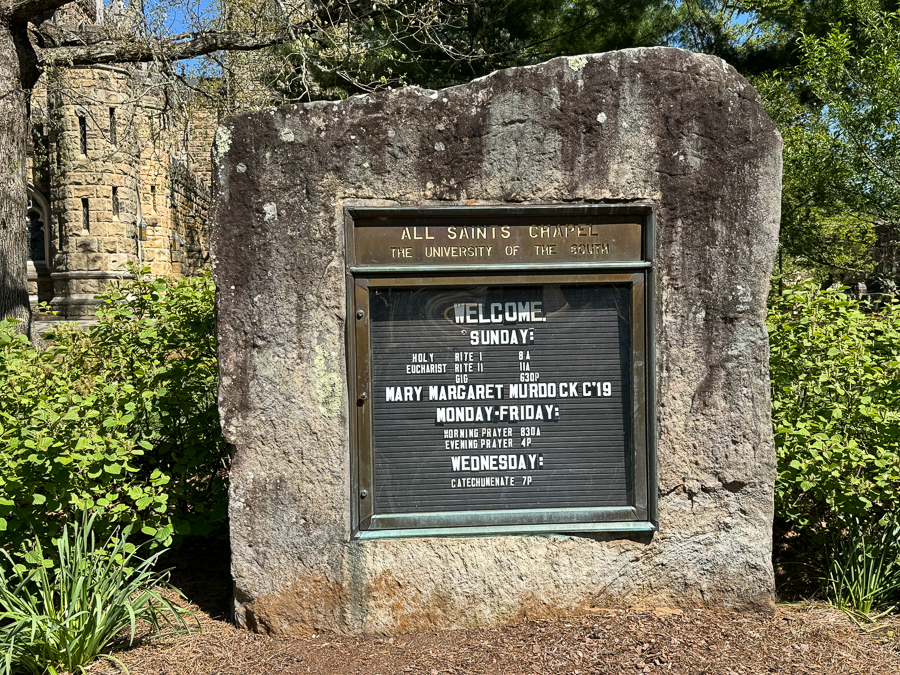 ALL SAINTS CHAPEL
THE UNIVERSITY OF THE SOUTH
WELCOME.
SUNDAY:
HOLY RITE I 8A
EUCHARIST RITE II 11A
GIG 630P
MARY MARGARET MURDOCK C'19
MONDAY-FRIDAY:
MORNING PRAYER 830A
EVENING PRAYER 4P
WEDNESDAY:
CATECHUMENATE 7P